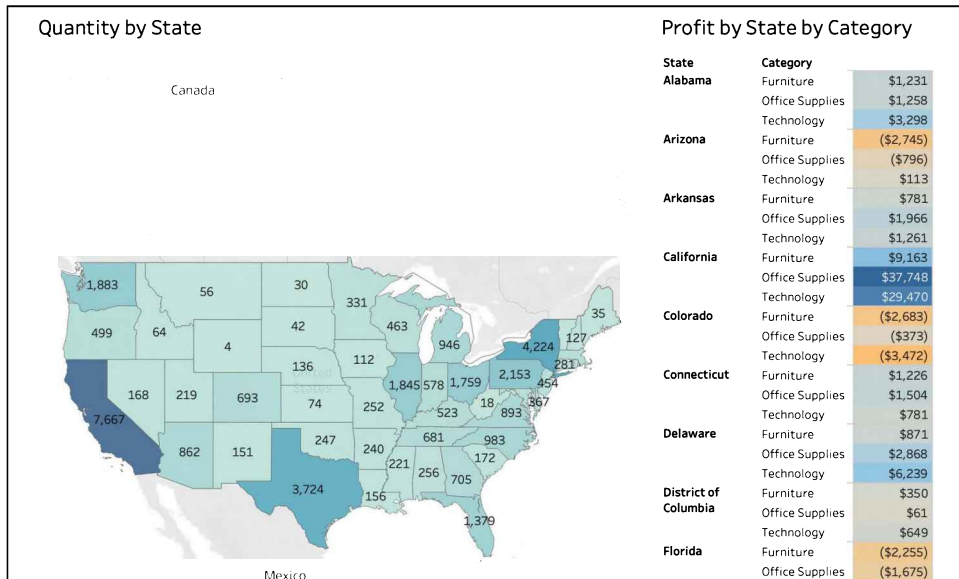 Quantity by State
Profit by State by Category
Canada
1,883
56
30
331
35
499
64
42
463
946
4,224
127
4
136
112
281
2,153
United
States
168
219
693
74
1,845
578
1,759
454
18
367
7,667
252
523
893
862
151
247
240
681
983
221
256
705
172
3,724
156
1,379
Mexico
State Category
Alabama Furniture $1,231
Office Supplies $1,258
Technology $3,298
Arizona Furniture ($2,745)
Office Supplies ($796)
Technology $113
Arkansas Furniture $781
Office Supplies $1,966
Technology $1,261
California Furniture $9,163
Office Supplies $37,748
Technology $29,470
Colorado Furniture ($2,683)
Office Supplies ($373)
Technology ($3,472)
Connecticut Furniture $1,226
Office Supplies $1,504
Technology $781
Delaware Furniture $871
Office Supplies $2,868
Technology $6,239
District of Furniture $350
Columbia Office Supplies $61
Technology $649
Florida Furniture ($2,255)
Office Supplies ($1,675)